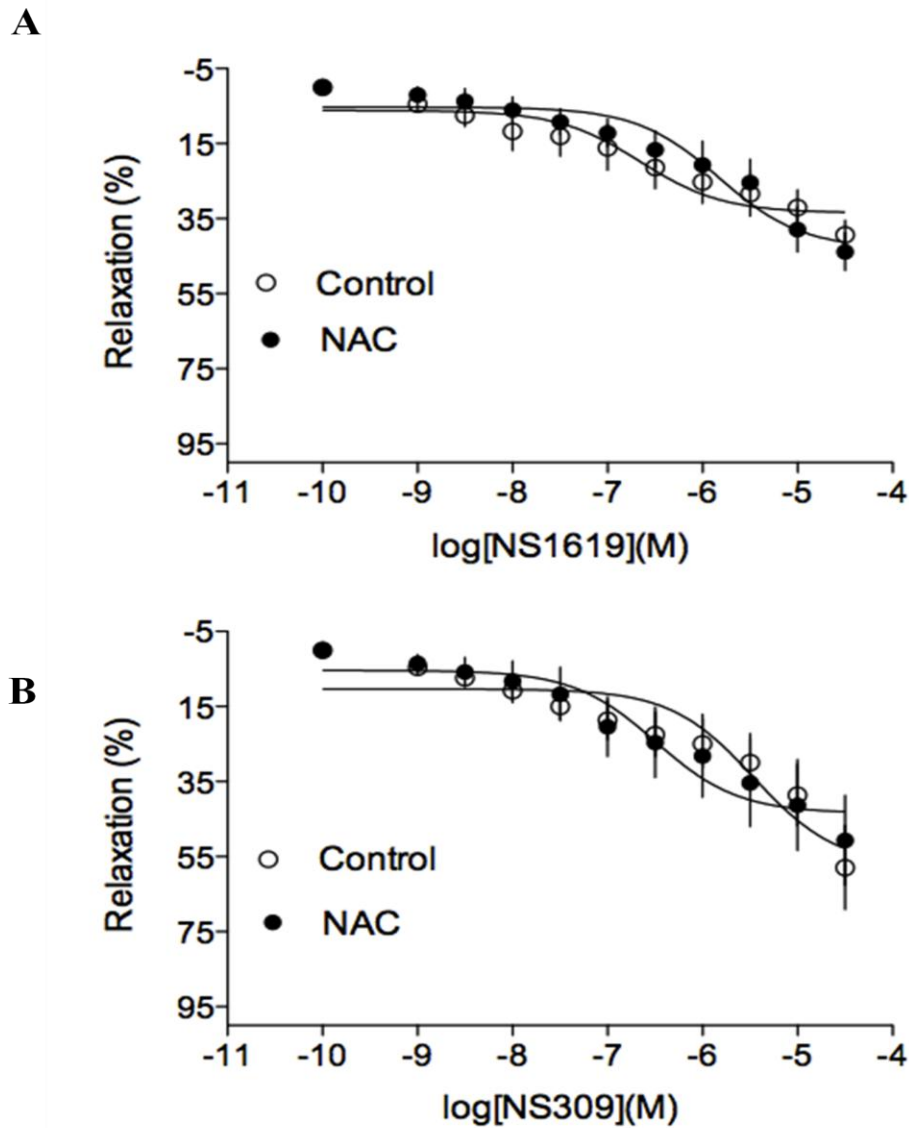 A
-5
15
35
55
75
95
Relaxation (%)
Control
NAC
-11 -10 -9 -8 -7 -6 -5 -4
log[NS1619](M)
B
-5
15
35
55
75
95
Relaxation (%)
Control
NAC
-11 -10 -9 -8 -7 -6 -5 -4
log[NS309](M)